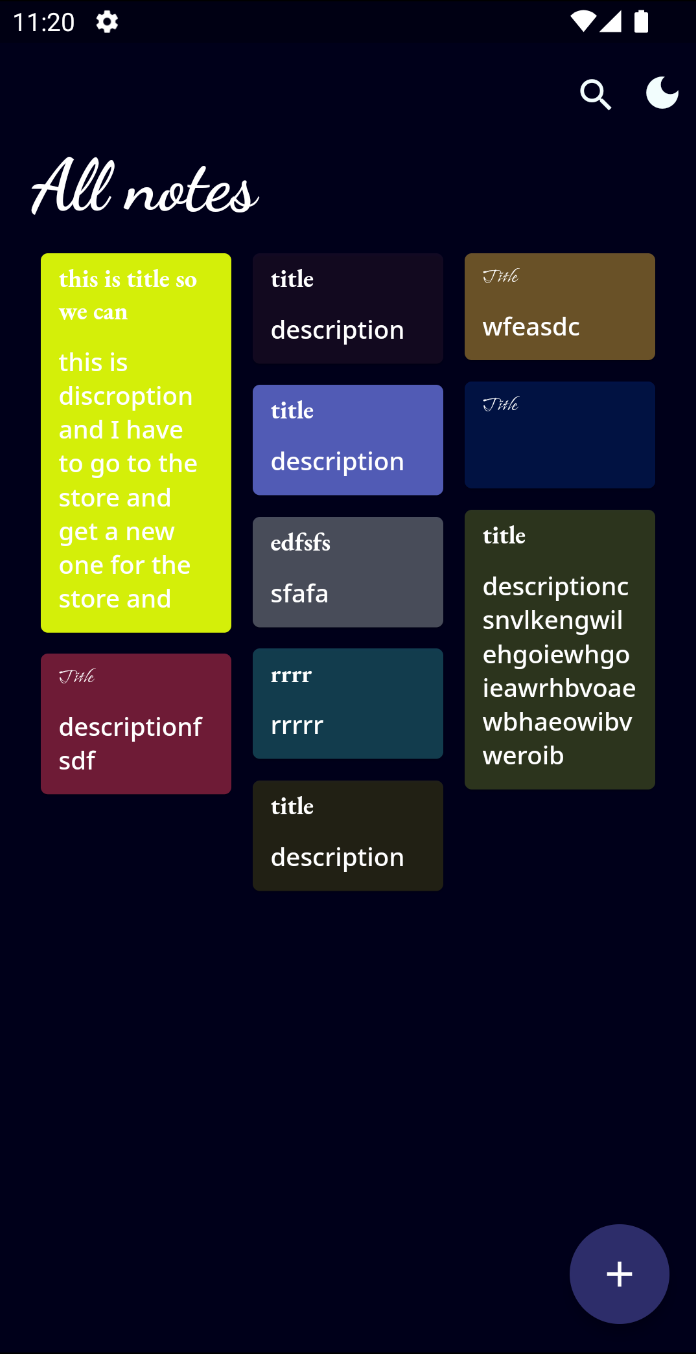 11:20
All notes
this is title so
we can
this is
discroption
and I have
to go to the
store and
get a new
one for the
store and
Title
descriptionf
sdf
title
description
title
description
edfsfs
sfafa
rrrr
rrrrr
title
description
Title
wfeasdc
Title
title
descriptionc
snvlkengwil
ehgoiewhgo
ieawrhbvoae
wbhaeowibv
weroib